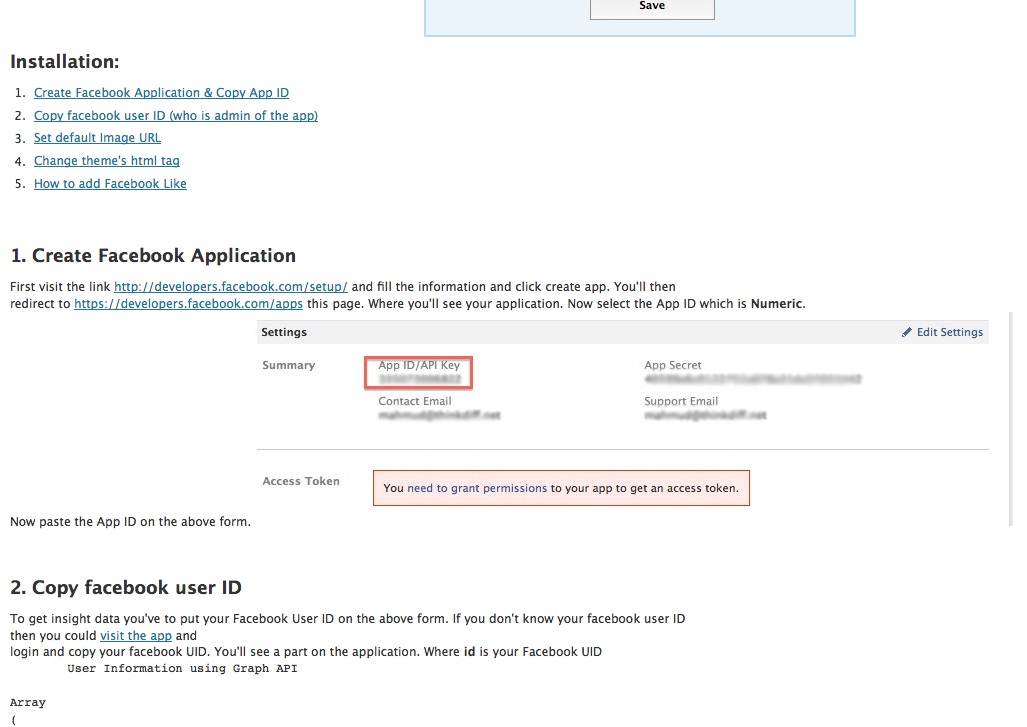 Save
Installation:
1. Create Facebook Application & Copy App ID
2. Copy facebook user ID (who is admin of the app)
3. Set default Image URL
4. Change theme's html tag
5. How to add Facebook Like
1. Create Facebook Application
First visit the link http://developers.facebook.com/setup/ and fill the information and click create app. You'll then
redirect to https://developers.facebook.com/apps this page. Where you'll see your application. Now select the App ID which is Numeric.
Settings Edit Settings
Summary App ID/API Key App Secret
Contact Email Support Email
Access Token You need to grant permissions to your app to get an access token.
Now paste the App ID on the above form.
2. Copy facebook user ID
To get insight data you've to put your Facebook User ID on the above form. If you don't know your facebook user ID
then you could visit the app and
login and copy your facebook UID. You'll see a part on the application. Where id is your Facebook UID
User Information using Graph API
Array
(